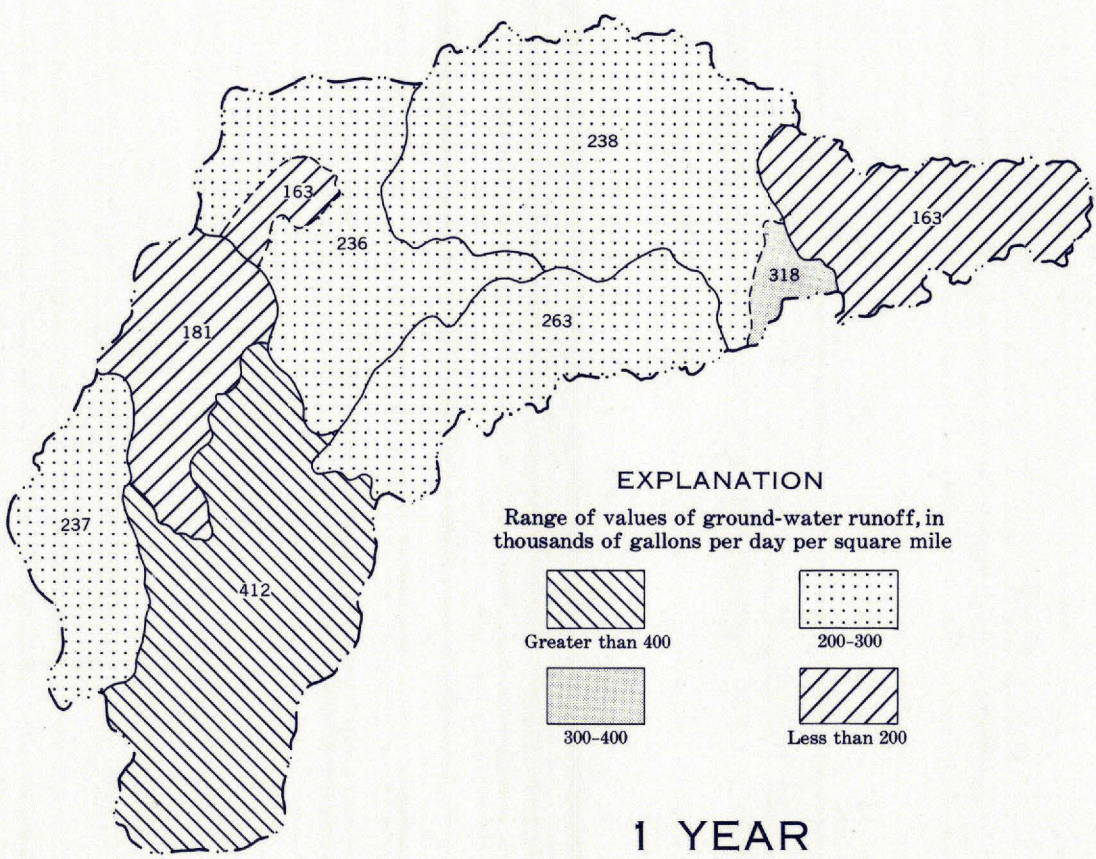 238
163
163
236
318
263
181
237
412
EXPLANATION
Range of values of ground-water runoff, in
thousands of gallons per day per square mile
Greater than 400
200-300
300-400
Less than 200
1 YEAR